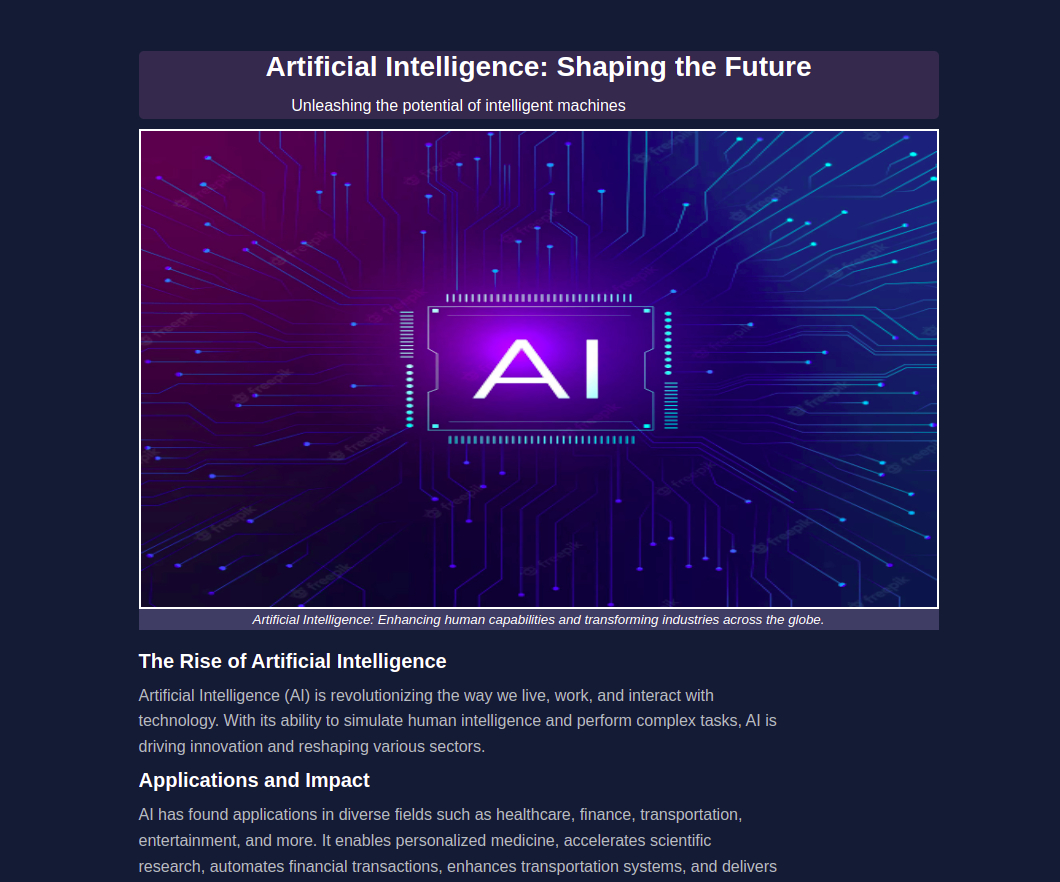 Artificial Intelligence: Shaping the Future
Unleashing the potential of intelligent machines
AI
freepik
Artificial Intelligence: Enhancing human capabilities and transforming industries across the globe.
The Rise of Artificial Intelligence
Artificial Intelligence (AI) is revolutionizing the way we live, work, and interact with
technology. With its ability to simulate human intelligence and perform complex tasks, AI is
driving innovation and reshaping various sectors.
Applications and Impact
AI has found applications in diverse fields such as healthcare, finance, transportation,
entertainment, and more. It enables personalized medicine, accelerates scientific
research, automates financial transactions, enhances transportation systems, and delivers